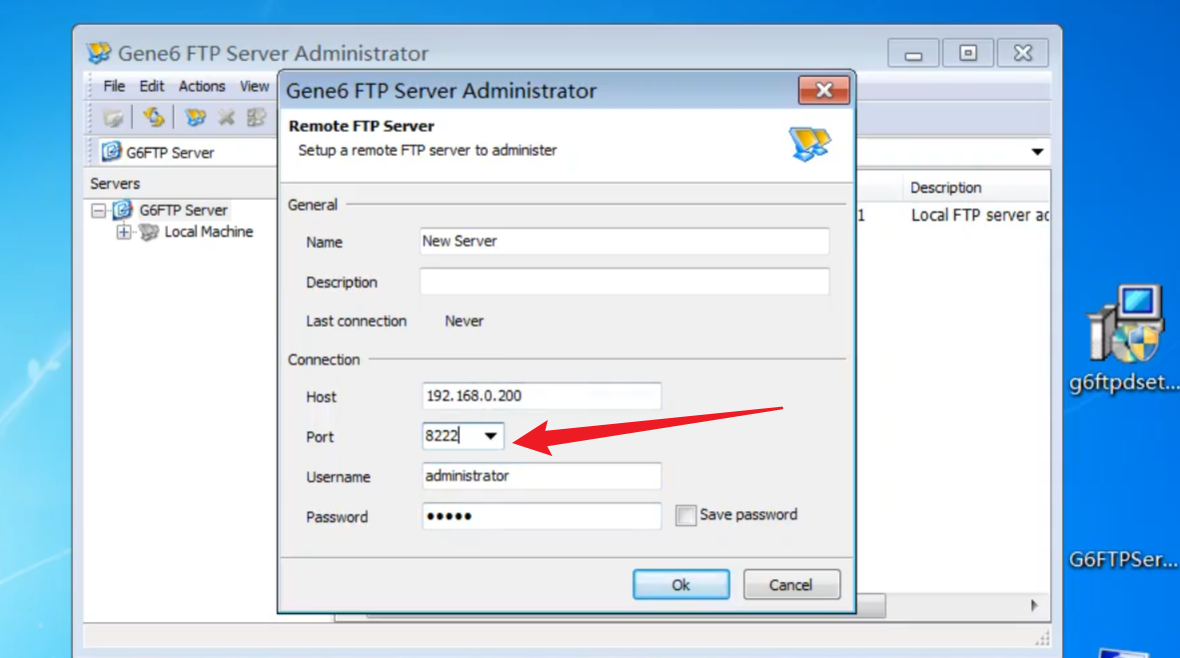 Gene6 FTP Server Administrator
File Edit Actions View
G6FTP Server
Servers
G6FTP Server
Local Machine
Description
1 Local FTP server
Gene6 FTP Server Administrator
Remote FTP Server
Setup a remote FTP server to administer
General
Name New Server
Description
Last connection Never
Connection
Host 192.168.0.200
Port 8222
Username administrator
Password •••••
Save password
Ok Cancel
g6ftpdset...
G6FTPSer...